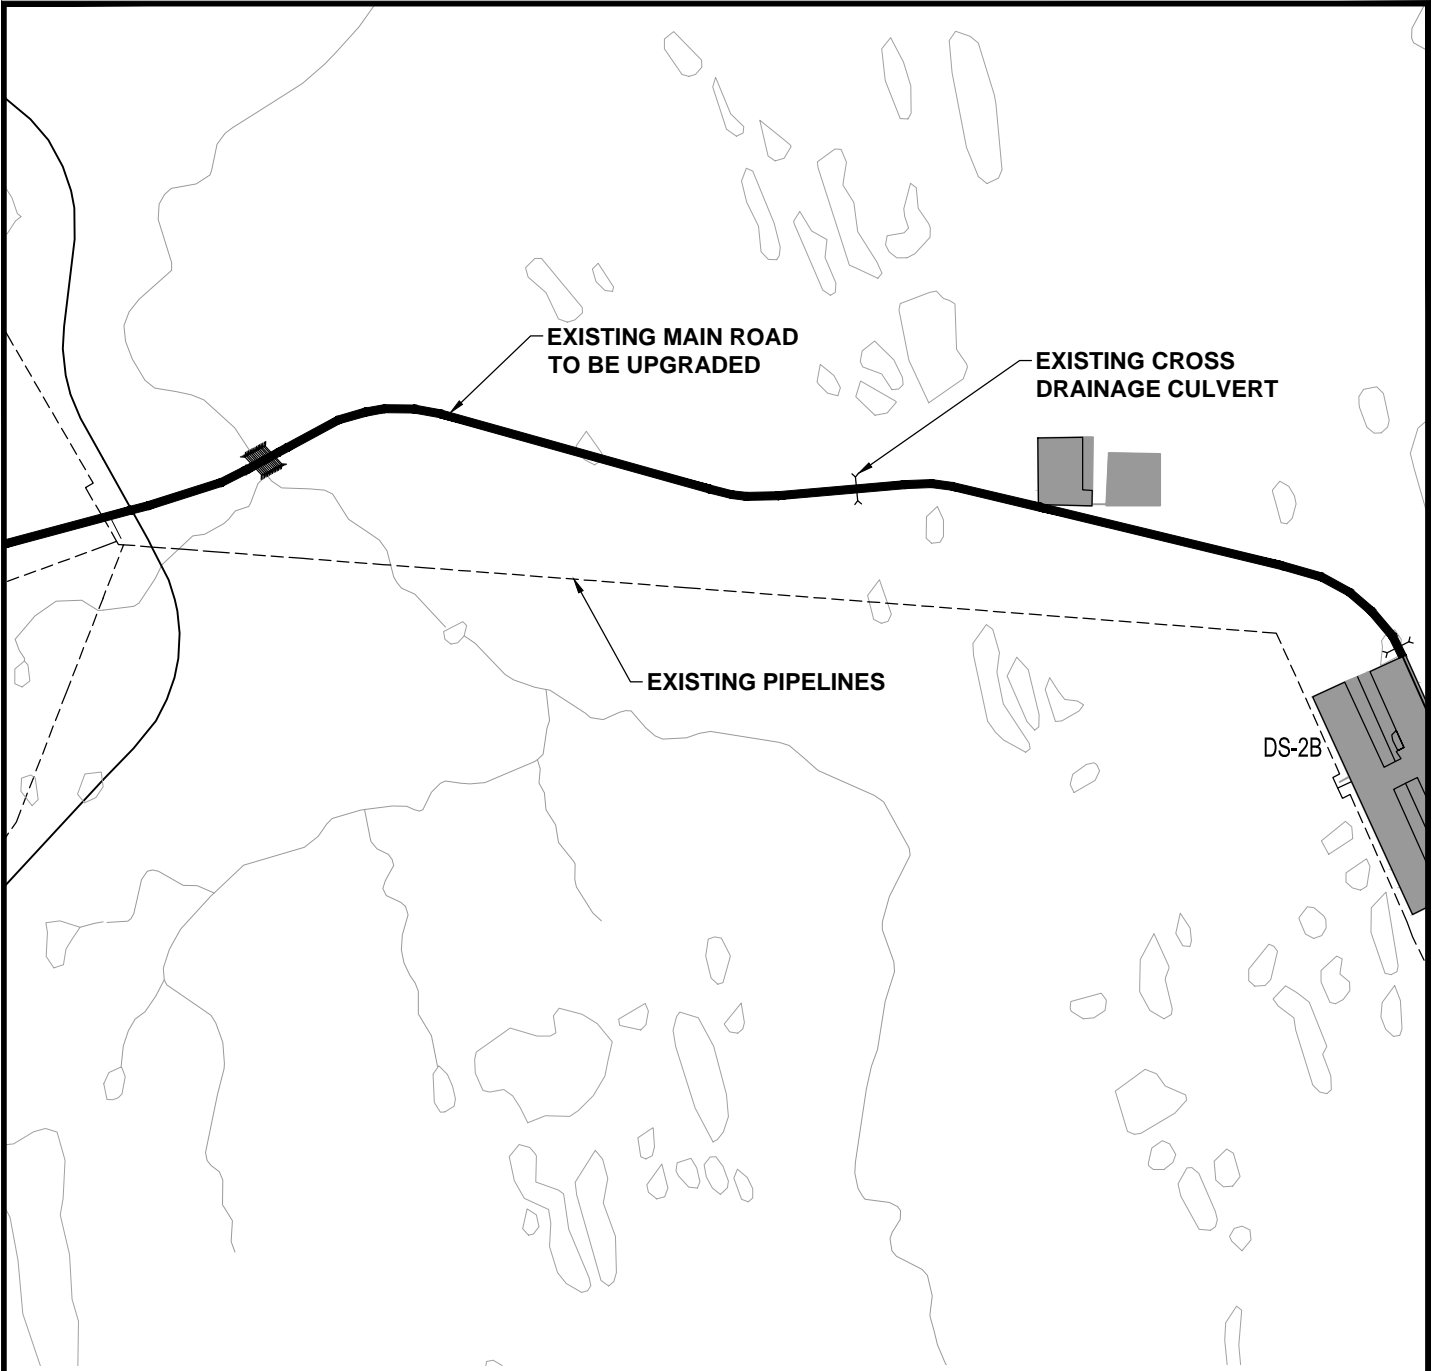 EXISTING MAIN ROAD
TO BE UPGRADED
EXISTING CROSS
DRAINAGE CULVERT
EXISTING PIPELINES
DS-2B